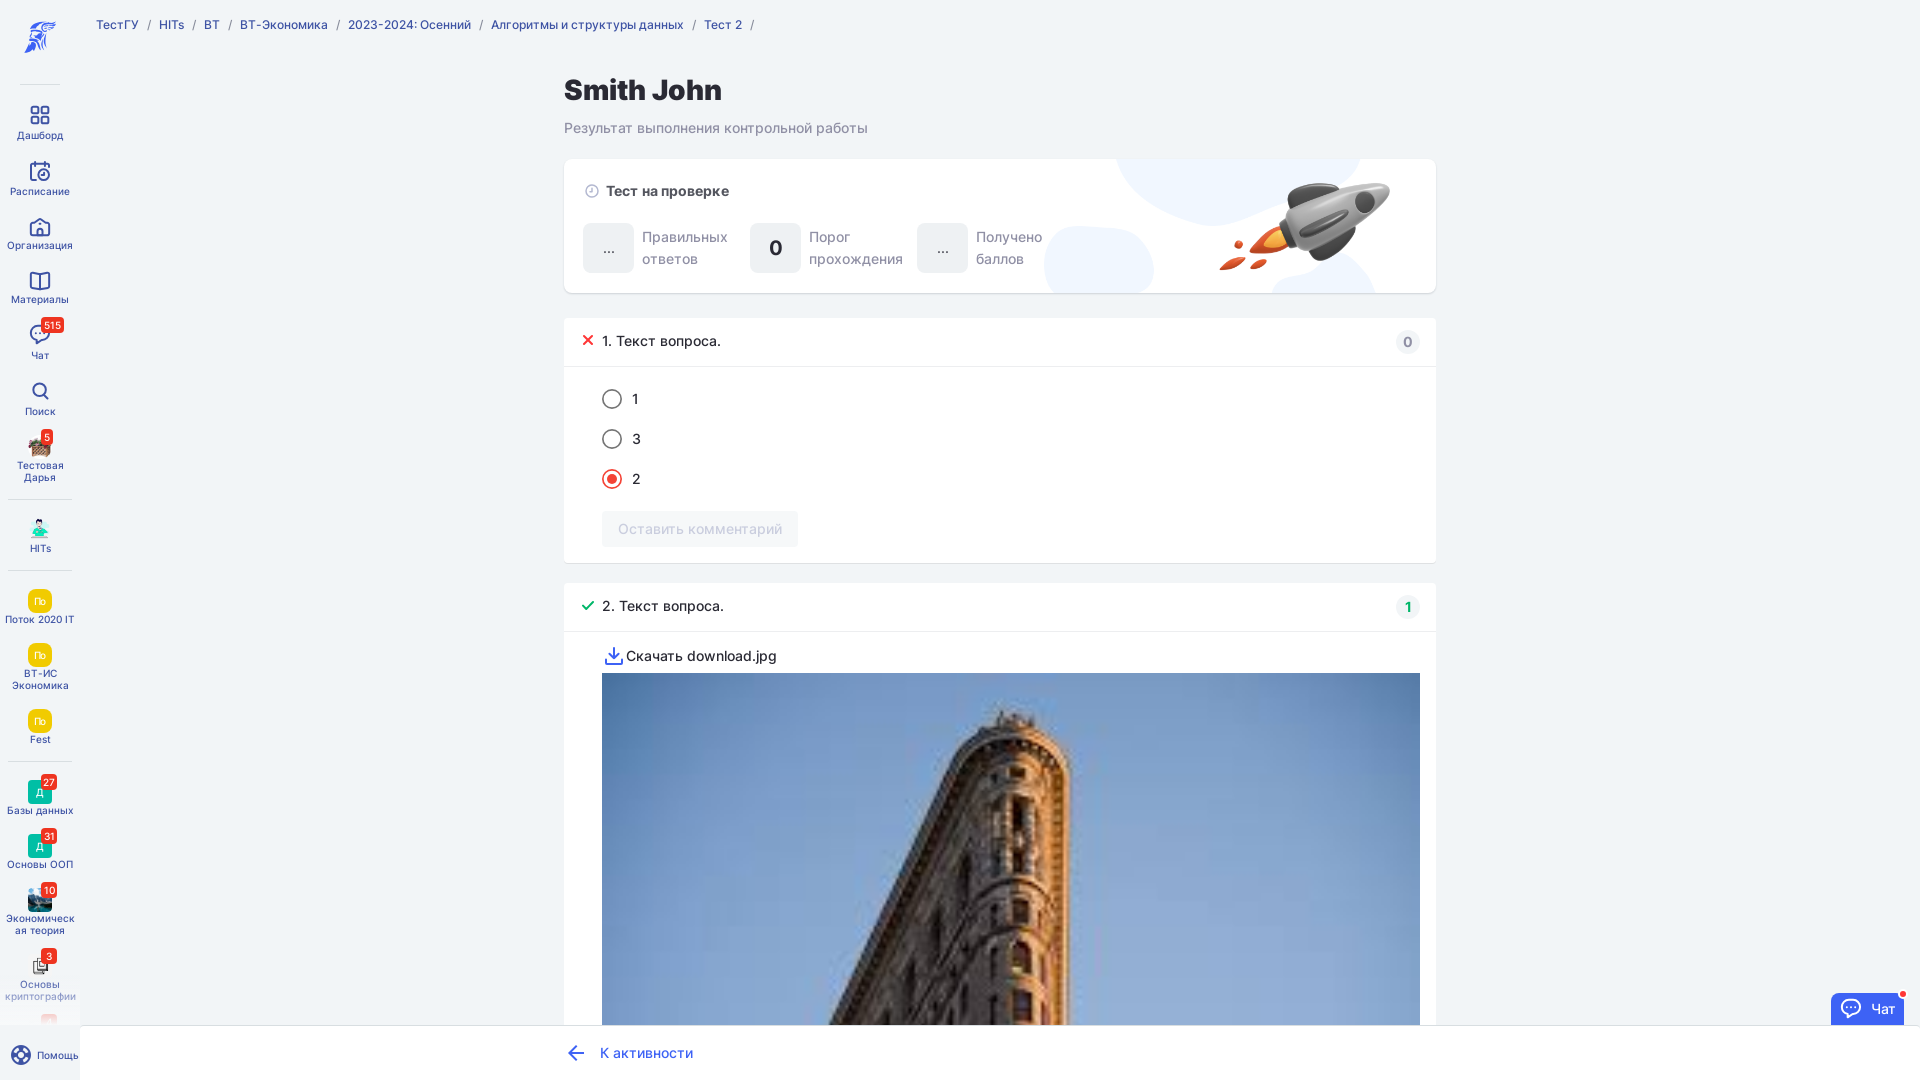 ТестГУ / HITs / ВТ / ВТ-Экономика / 2023-2024: Осенний / Алгоритмы и структуры данных / Тест 2 /
Дашборд
Расписание
Организация
Материалы
515
Чат
Поиск
5
Тестовая
Дарья
HITs
По
Поток 2020 IT
По
ВТ-ИС
Экономика
По
Fest
27
Д
Базы данных
31
Д
Основы ООП
10
Экономическ
ая теория
3
Основы
криптографии
Помощь
Smith John
Результат выполнения контрольной работы
Тест на проверке
...
Правильных
ответов
0
Порог
прохождения
...
Получено
баллов
1. Текст вопроса.
0
1
3
2
Оставить комментарий
2. Текст вопроса.
1
Скачать download.jpg
К активности
Чат